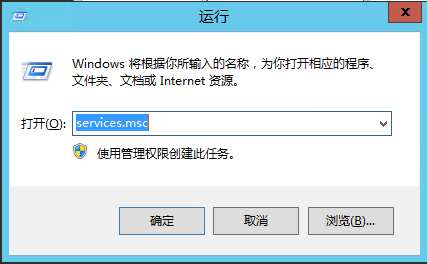 运行
Windows 将根据你所输入的名称，为你打开相应的程序、
文件夹、文档或 Internet 资源。
打开(O): services.msc
使用管理权限创建此任务。
确定 取消 浏览(B)...